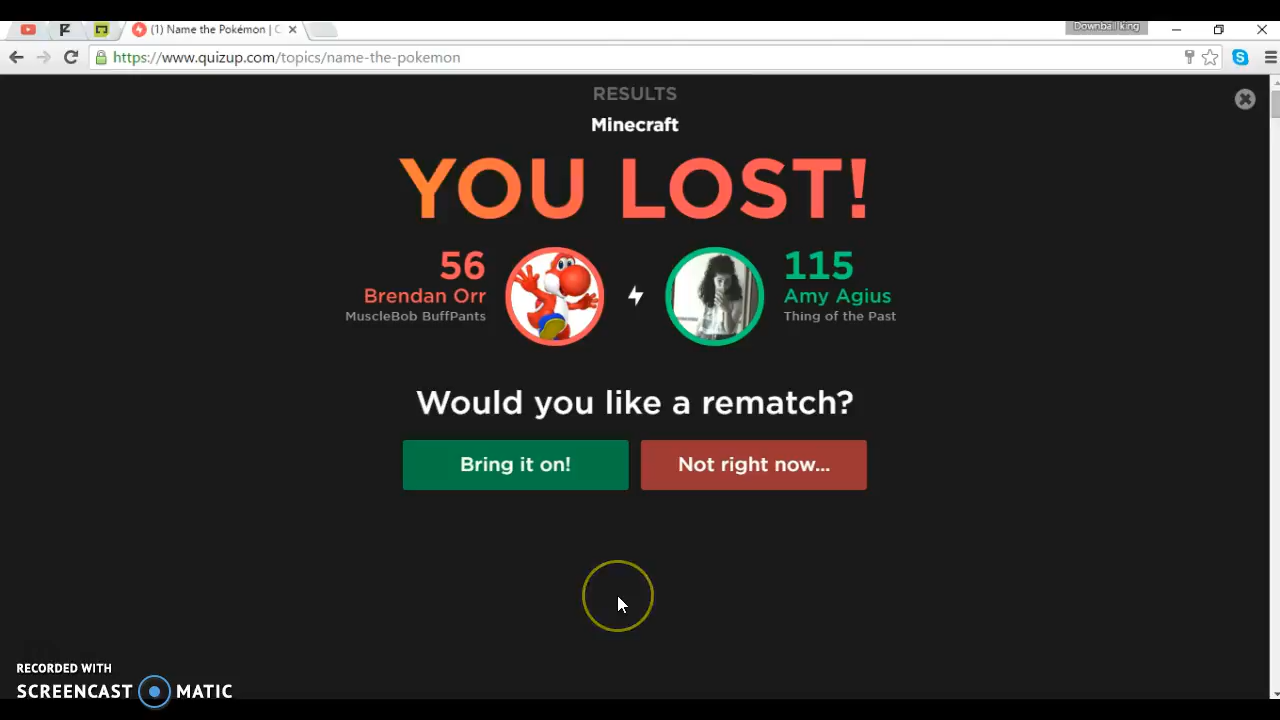 (1) Name the Pokémon | C
Downball king
https://www.quizup.com/topics/name-the-pokemon
RESULTS
Minecraft
YOU LOST!
56
Brendan Orr
MuscleBob BuffPants
115
Amy Agius
Thing of the Past
Would you like a rematch?
Bring it on!
Not right now...
RECORDED WITH
SCREENCAST MATIC